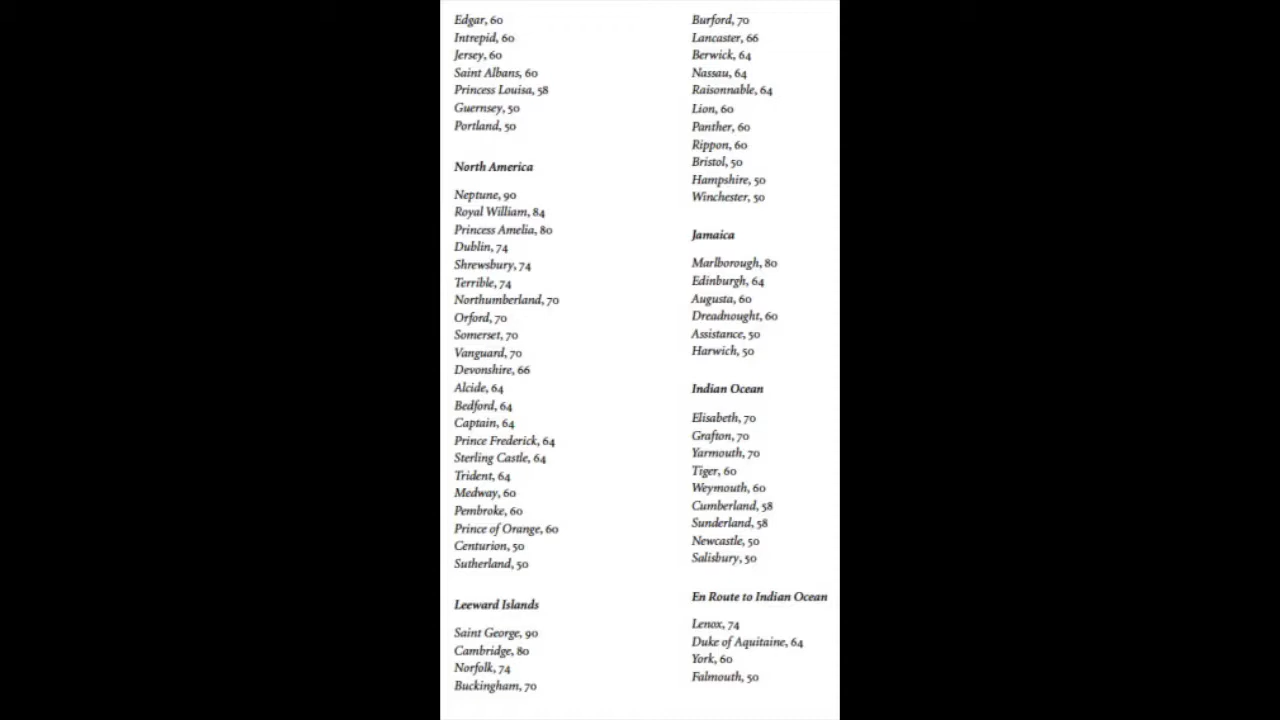 Edgar, 60
Intrepid, 60
Jersey, 60
Saint Albans, 60
Princess Louisa, 58
Guernsey, 50
Portland, 50
North America
Neptune, 90
Royal William, 84
Princess Amelia, 80
Dublin, 74
Shrewsbury, 74
Terrible, 74
Northumberland, 70
Orford, 70
Somerset, 70
Vanguard, 70
Devonshire, 66
Alcide, 64
Bedford, 64
Captain, 64
Prince Frederick, 64
Sterling Castle, 64
Trident, 64
Medway, 60
Pembroke, 60
Prince of Orange, 60
Centurion, 50
Sutherland, 50
Leeward Islands
Saint George, 90
Cambridge, 80
Norfolk, 74
Buckingham, 70
Burford, 70
Lancaster, 66
Berwick, 64
Nassau, 64
Raisonnable, 64
Lion, 60
Panther, 60
Rippon, 60
Bristol, 50
Hampshire, 50
Winchester, 50
Jamaica
Marlborough, 80
Edinburgh, 64
Augusta, 60
Dreadnought, 60
Assistance, 50
Harwich, 50
Indian Ocean
Elisabeth, 70
Grafton, 70
Yarmouth, 70
Tiger, 60
Weymouth, 60
Cumberland, 58
Sunderland, 58
Newcastle, 50
Salisbury, 50
En Route to Indian Ocean
Lenox, 74
Duke of Aquitaine, 64
York, 60
Falmouth, 50